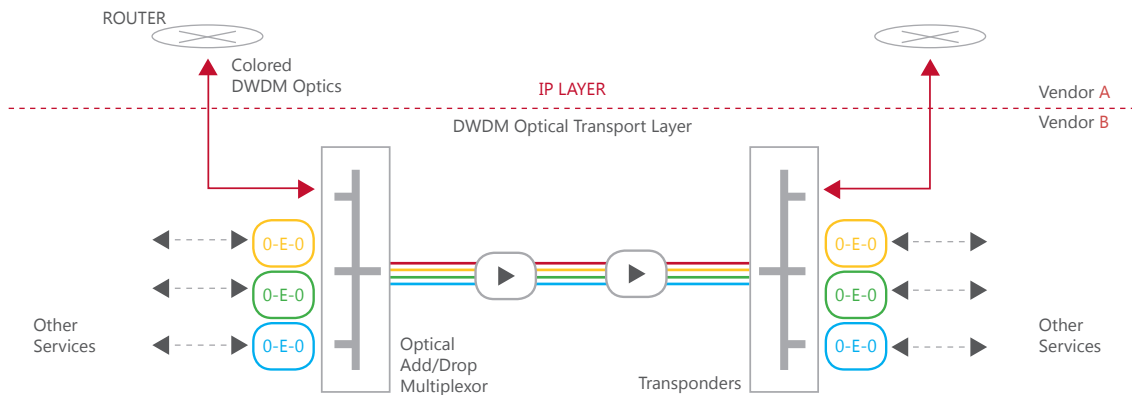 ROUTER
Colored
DWDM Optics
IP LAYER
Vendor A
DWDM Optical Transport Layer
Vendor B
0-E-0
0-E-0
0-E-0
0-E-0
0-E-0
0-E-0
Other
Services
Optical
Add/Drop
Multiplexor
Transponders
Other
Services